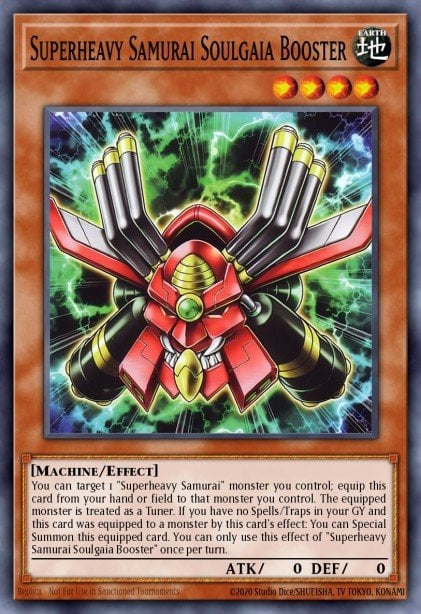 Superheavy Samurai Soulgaia Booster
EARTH
地
[Machine/Effect]
You can target 1 "Superheavy Samurai" monster you control; equip
this card from your hand or field to that monster you control. The equipped
monster is treated as a Tuner. If you have no Spells/Traps in your GY and
this card was equipped to a monster by this card's effect: You can Special
Summon this equipped card. You can only use this effect of "Superheavy
Samurai Soulgaia Booster" once per turn.
ATK/ 0 DEF/ 0
Replica - Not For Use in Sanctioned Tournaments
©2020 Studio Dice/SHUEISHA, TV TOKYO, KONAMI